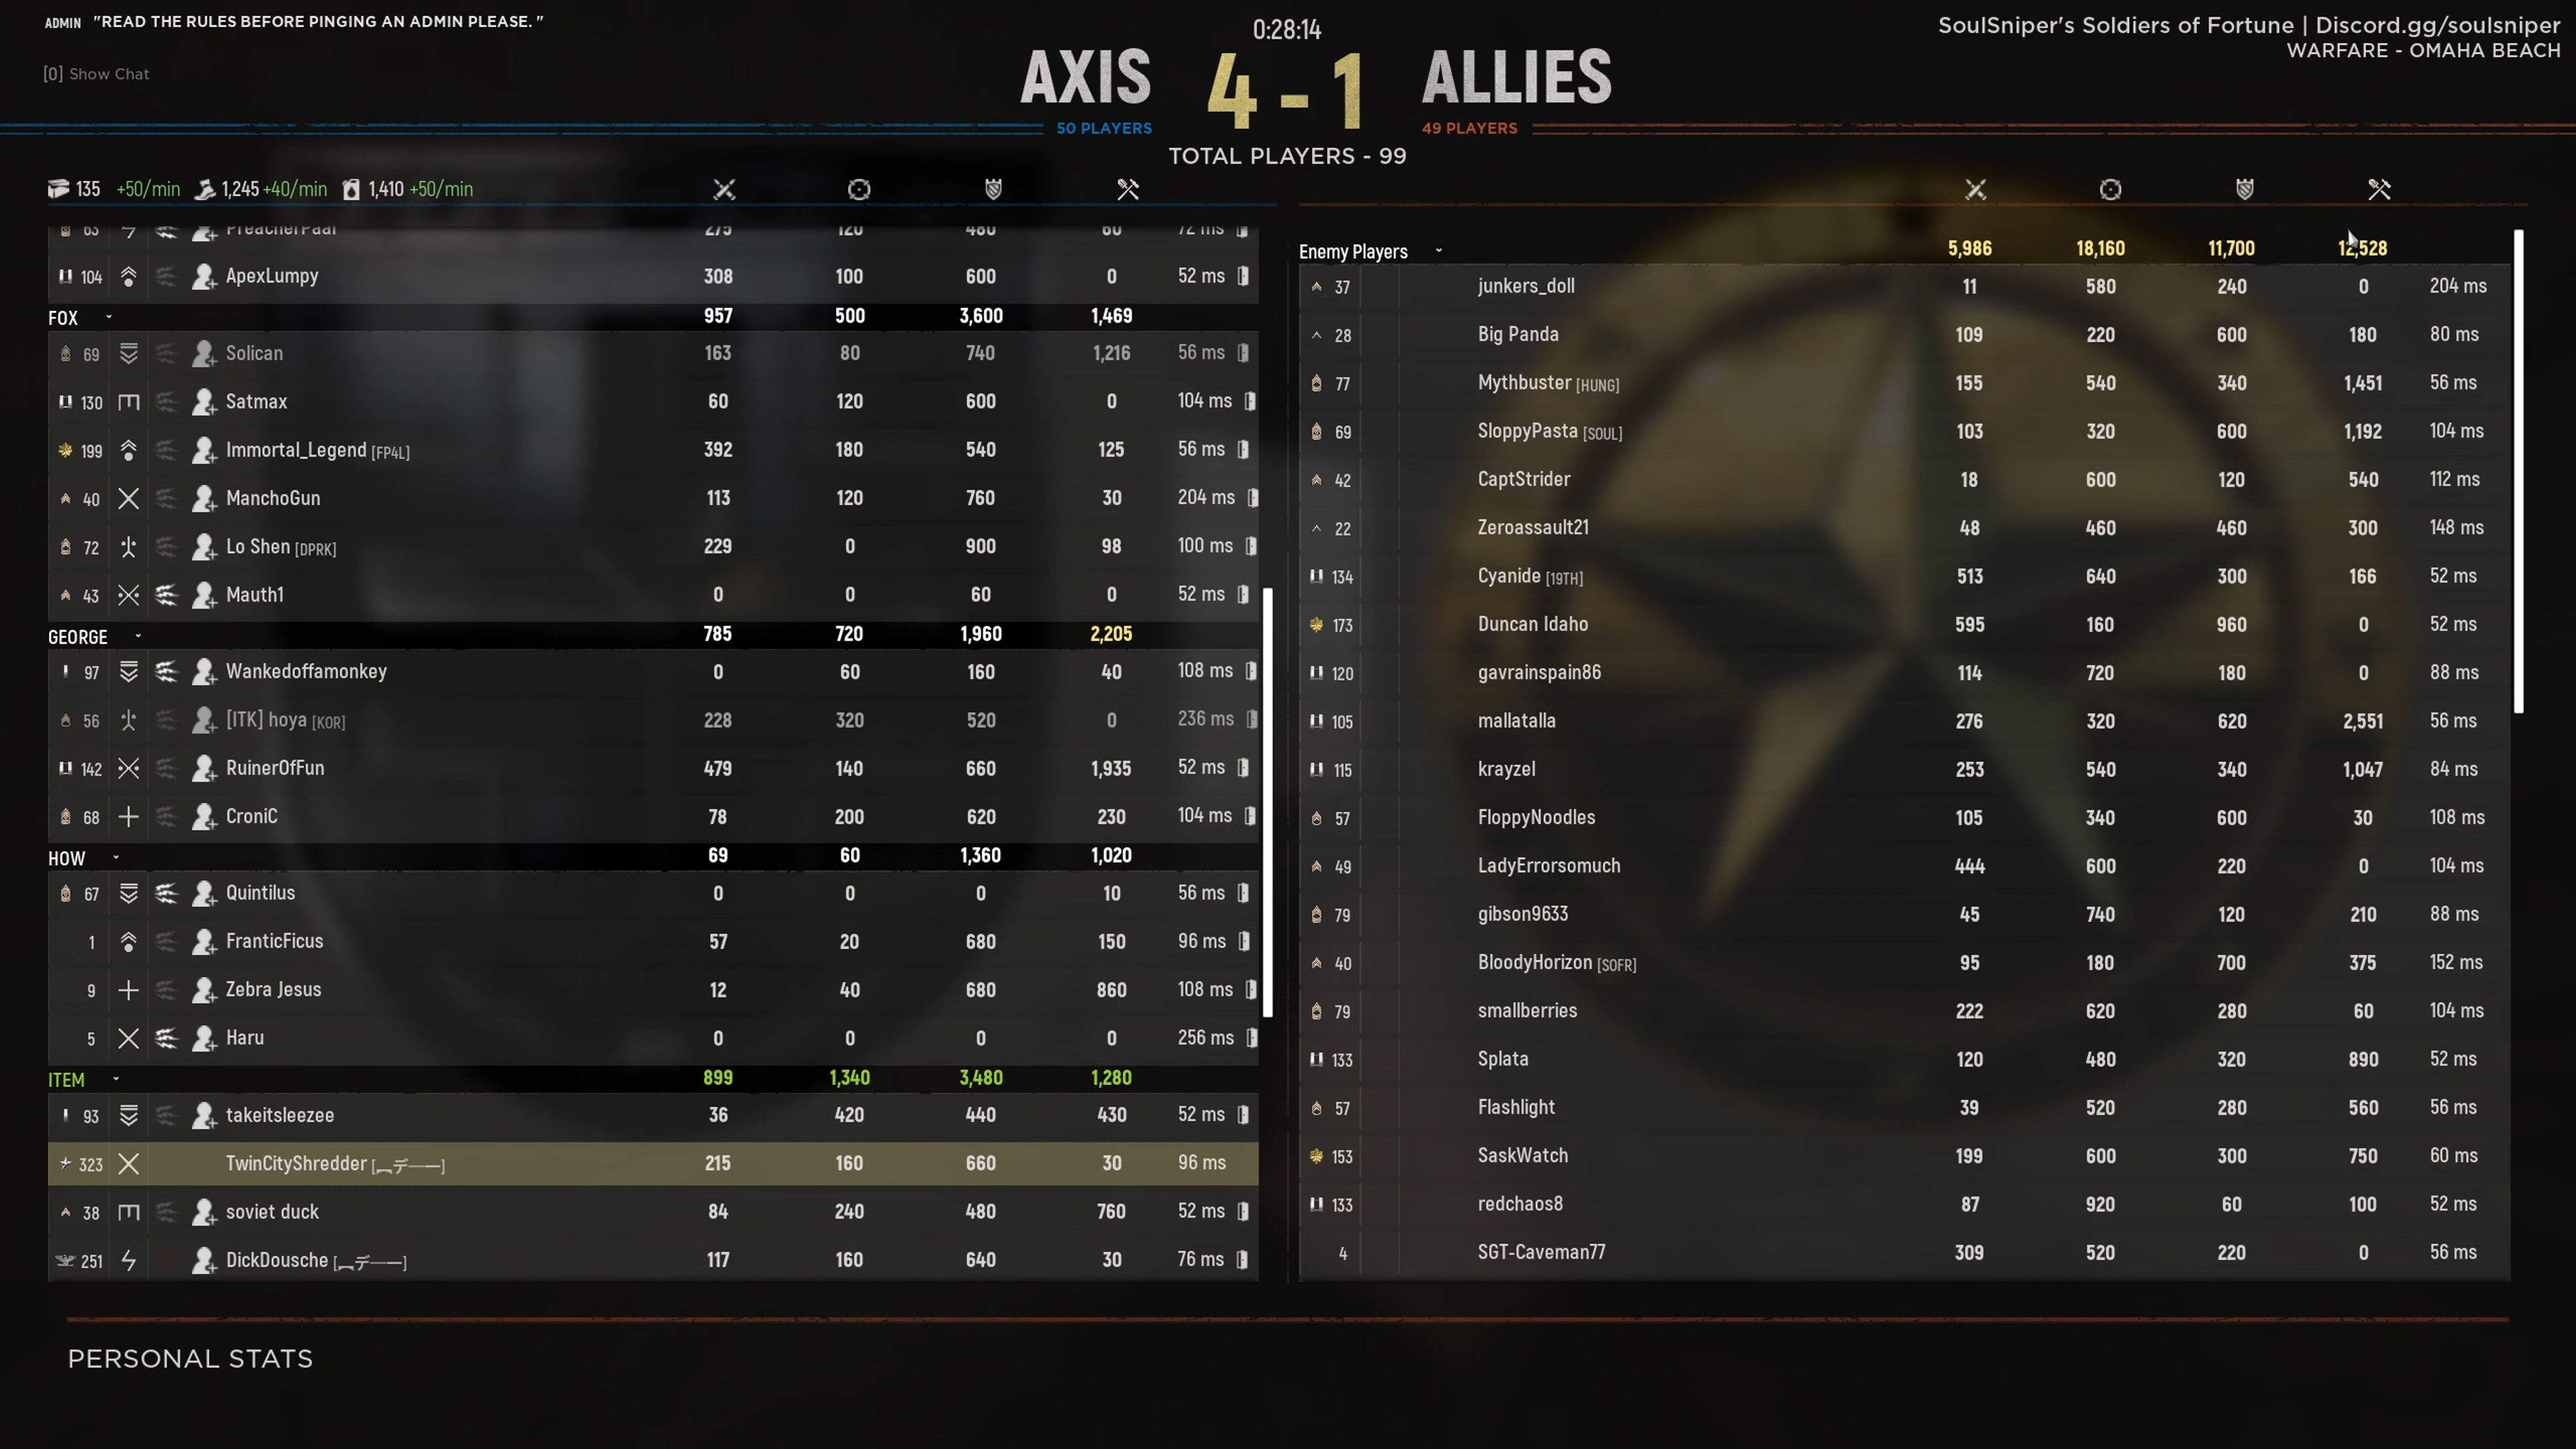 ADMIN "READ THE RULES BEFORE PINGING AN ADMIN PLEASE. "
[O] Show Chat
0:28:14
AXIS 4 - 1 ALLIES
50 PLAYERS 49 PLAYERS
TOTAL PLAYERS - 99
SoulSniper's Soldiers of Fortune | Discord.gg/soulsniper
WARFARE - OMAHA BEACH
135 +50/min 1,245 +40/min 1,410 +50/min
63 PreacherPaal 275 120 480 60 72 ms
104 ApexLumpy 308 100 600 0 52 ms
FOX 957 500 3,600 1,469
69 Solican 163 80 740 1,216 56 ms
130 Satmax 60 120 600 0 104 ms
199 Immortal_Legend [FP4L] 392 180 540 125 56 ms
40 ManchoGun 113 120 760 30 204 ms
72 Lo Shen [DPRK] 229 0 900 98 100 ms
43 Mauth1 0 0 60 0 52 ms
GEORGE 785 720 1,960 2,205
97 Wankedoffamonkey 0 60 160 40 108 ms
56 [ITK] hoya [KOR] 228 320 520 0 236 ms
142 RuinerOfFun 479 140 660 1,935 52 ms
68 CroniC 78 200 620 230 104 ms
HOW 69 60 1,360 1,020
67 Quintilus 0 0 0 10 56 ms
1 FranticFicus 57 20 680 150 96 ms
9 Zebra Jesus 12 40 680 860 108 ms
5 Haru 0 0 0 0 256 ms
ITEM 899 1,340 3,480 1,280
93 takeitsleezee 36 420 440 430 52 ms
323 TwinCityShredder [︻デ═一] 215 160 660 30 96 ms
38 soviet duck 84 240 480 760 52 ms
251 DickDousche [︻デ═一] 117 160 640 30 76 ms
Enemy Players 5,986 18,160 11,700 12,528
37 junkers_doll 11 580 240 0 204 ms
28 Big Panda 109 220 600 180 80 ms
77 Mythbuster [HUNG] 155 540 340 1,451 56 ms
69 SloppyPasta [SOUL] 103 320 600 1,192 104 ms
42 CaptStrider 18 600 120 540 112 ms
22 Zeroassault21 48 460 460 300 148 ms
134 Cyanide [19TH] 513 640 300 166 52 ms
173 Duncan Idaho 595 160 960 0 52 ms
120 gavrainspain86 114 720 180 0 88 ms
105 mallatalla 276 320 620 2,551 56 ms
115 krayzel 253 540 340 1,047 84 ms
57 FloppyNoodles 105 340 600 30 108 ms
49 LadyErrorsomuch 444 600 220 0 104 ms
79 gibson9633 45 740 120 210 88 ms
40 BloodyHorizon [SOFR] 95 180 700 375 152 ms
79 smallberries 222 620 280 60 104 ms
133 Splata 120 480 320 890 52 ms
57 Flashlight 39 520 280 560 56 ms
153 SaskWatch 199 600 300 750 60 ms
133 redchaos8 87 920 60 100 52 ms
4 SGT-Caveman77 309 520 220 0 56 ms
PERSONAL STATS